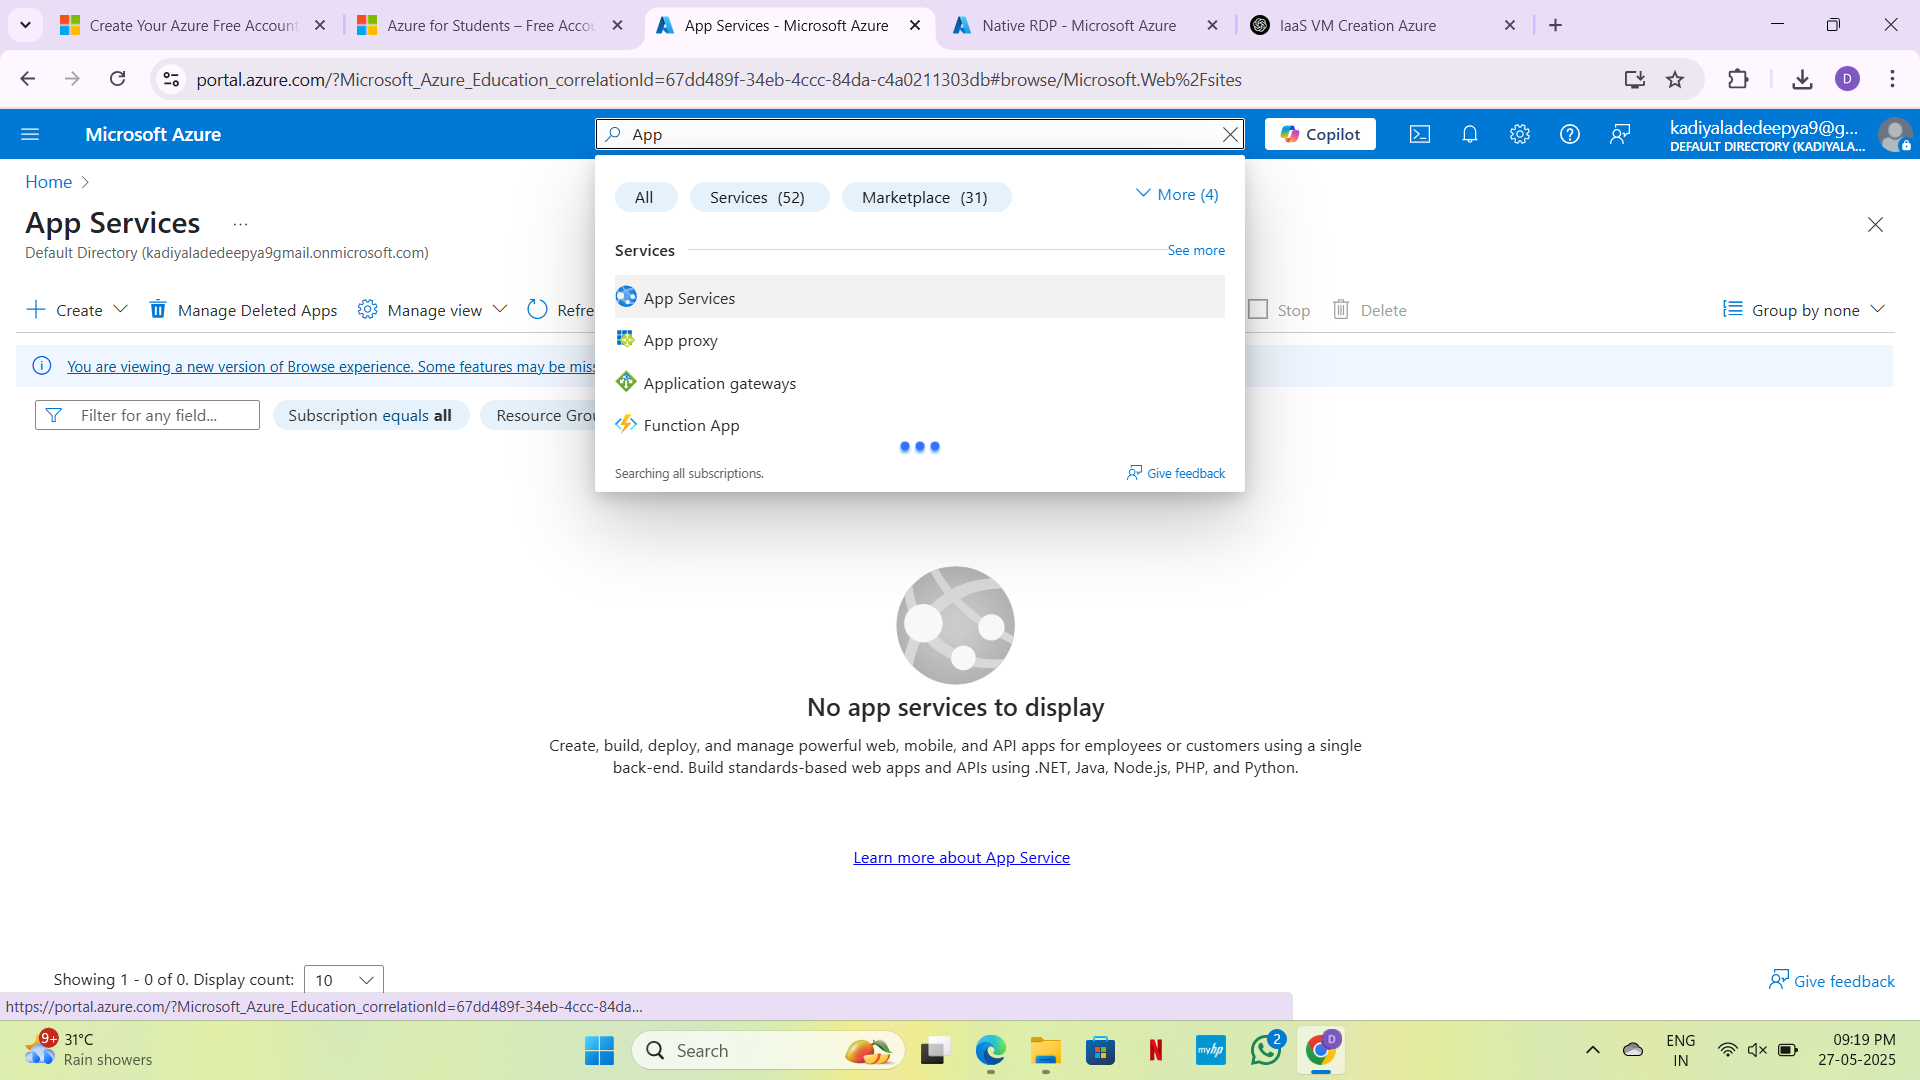 Create Your Azure Free Account
Azure for Students – Free Accou
App Services - Microsoft Azure
Native RDP - Microsoft Azure
IaaS VM Creation Azure
portal.azure.com/?Microsoft_Azure_Education_correlationId=67dd489f-34eb-4ccc-84da-c4a0211303db#browse/Microsoft.Web%2Fsites
D
Microsoft Azure
App
Copilot
kadiyaladedeepya9@g...
DEFAULT DIRECTORY (KADIYALA...
Home
App Services
...
Default Directory (kadiyaladedeepya9gmail.onmicrosoft.com)
All
Services (52)
Marketplace (31)
More (4)
Services
See more
App Services
App proxy
Application gateways
Function App
Searching all subscriptions.
Give feedback
Create
Manage Deleted Apps
Manage view
Refre
Stop
Delete
Group by none
You are viewing a new version of Browse experience. Some features may be miss
Filter for any field...
Subscription equals all
Resource Grou
No app services to display
Create, build, deploy, and manage powerful web, mobile, and API apps for employees or customers using a single
back-end. Build standards-based web apps and APIs using .NET, Java, Node.js, PHP, and Python.
Learn more about App Service
Showing 1 - 0 of 0. Display count:
10
Give feedback
https://portal.azure.com/?Microsoft_Azure_Education_correlationId=67dd489f-34eb-4ccc-84da...
9+
31°C
Rain showers
Search
N
myhp
2
D
ENG
IN
09:19 PM
27-05-2025